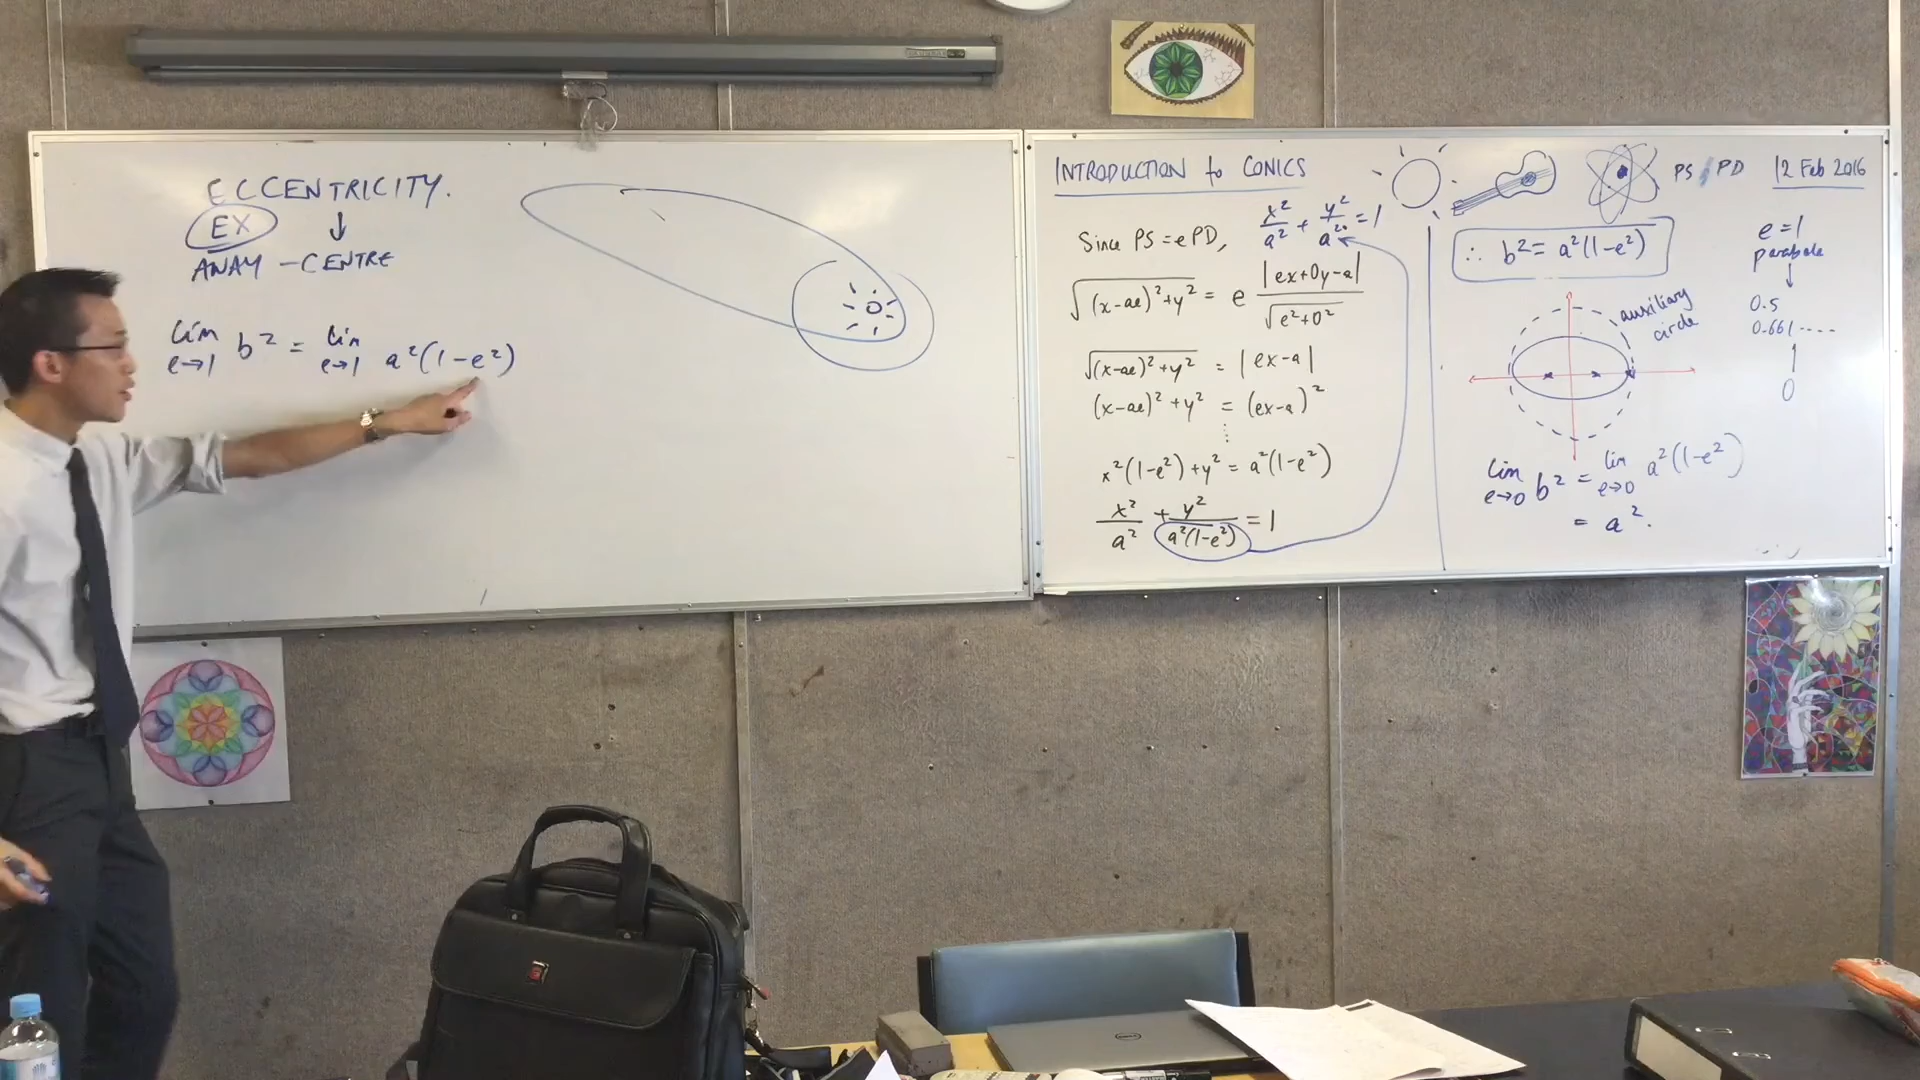 ECCENTRICITY.
EX ↓
AWAY - CENTRE
lim e→1 b² = lim e→1 a²(1-e²)
INTRODUCTION to CONICS
PS / PD
12 Feb 2016
Since PS = ePD,
x²/a² + y²/a² = 1
√((x-ae)²+y²) = e |ex+0y-a| / √(e²+0²)
√((x-ae)²+y²) = |ex-a|
(x-ae)² + y² = (ex-a)²
⋮
x²(1-e²)+y² = a²(1-e²)
x²/a² + y²/a²(1-e²) = 1
∴ b² = a²(1-e²)
auxiliary
circle
lim e→0 b² = lim e→0 a²(1-e²)
= a².
e=1
parabola
↓
0.5
0.661....
↑
0